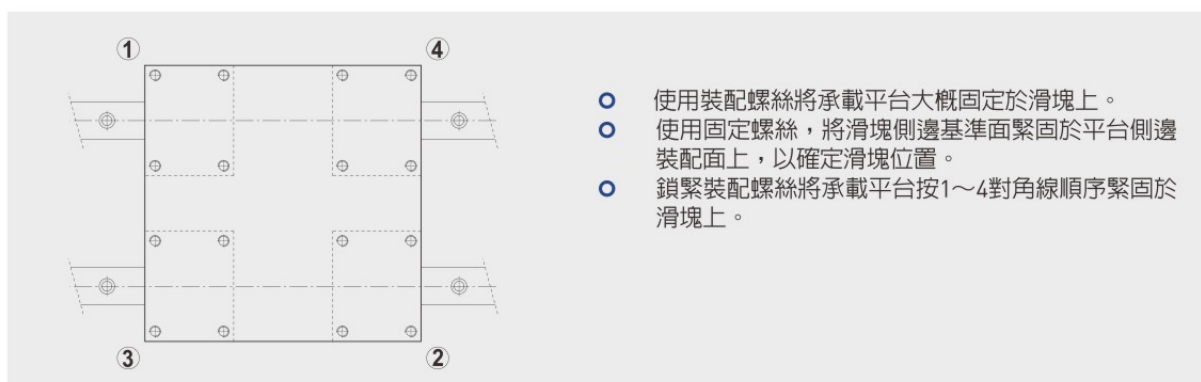 ① ④
使用裝配螺絲將承載平台大概固定於滑塊上。
使用固定螺絲，將滑塊側邊基準面緊固於平台側邊
裝配面上，以確定滑塊位置。
鎖緊裝配螺絲將承載平台按1～4對角線順序緊固於
滑塊上。
③ ②